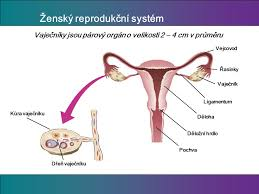 Ženský reprodukční systém
Vaječníky jsou párový orgán o velikosti 2 – 4 cm v průměru
Vejcovod
Řasinky
Vaječník
Ligamentum
Děloha
Děložní hrdlo
Pochva
Kůra vaječníku
Dřeň vaječníku